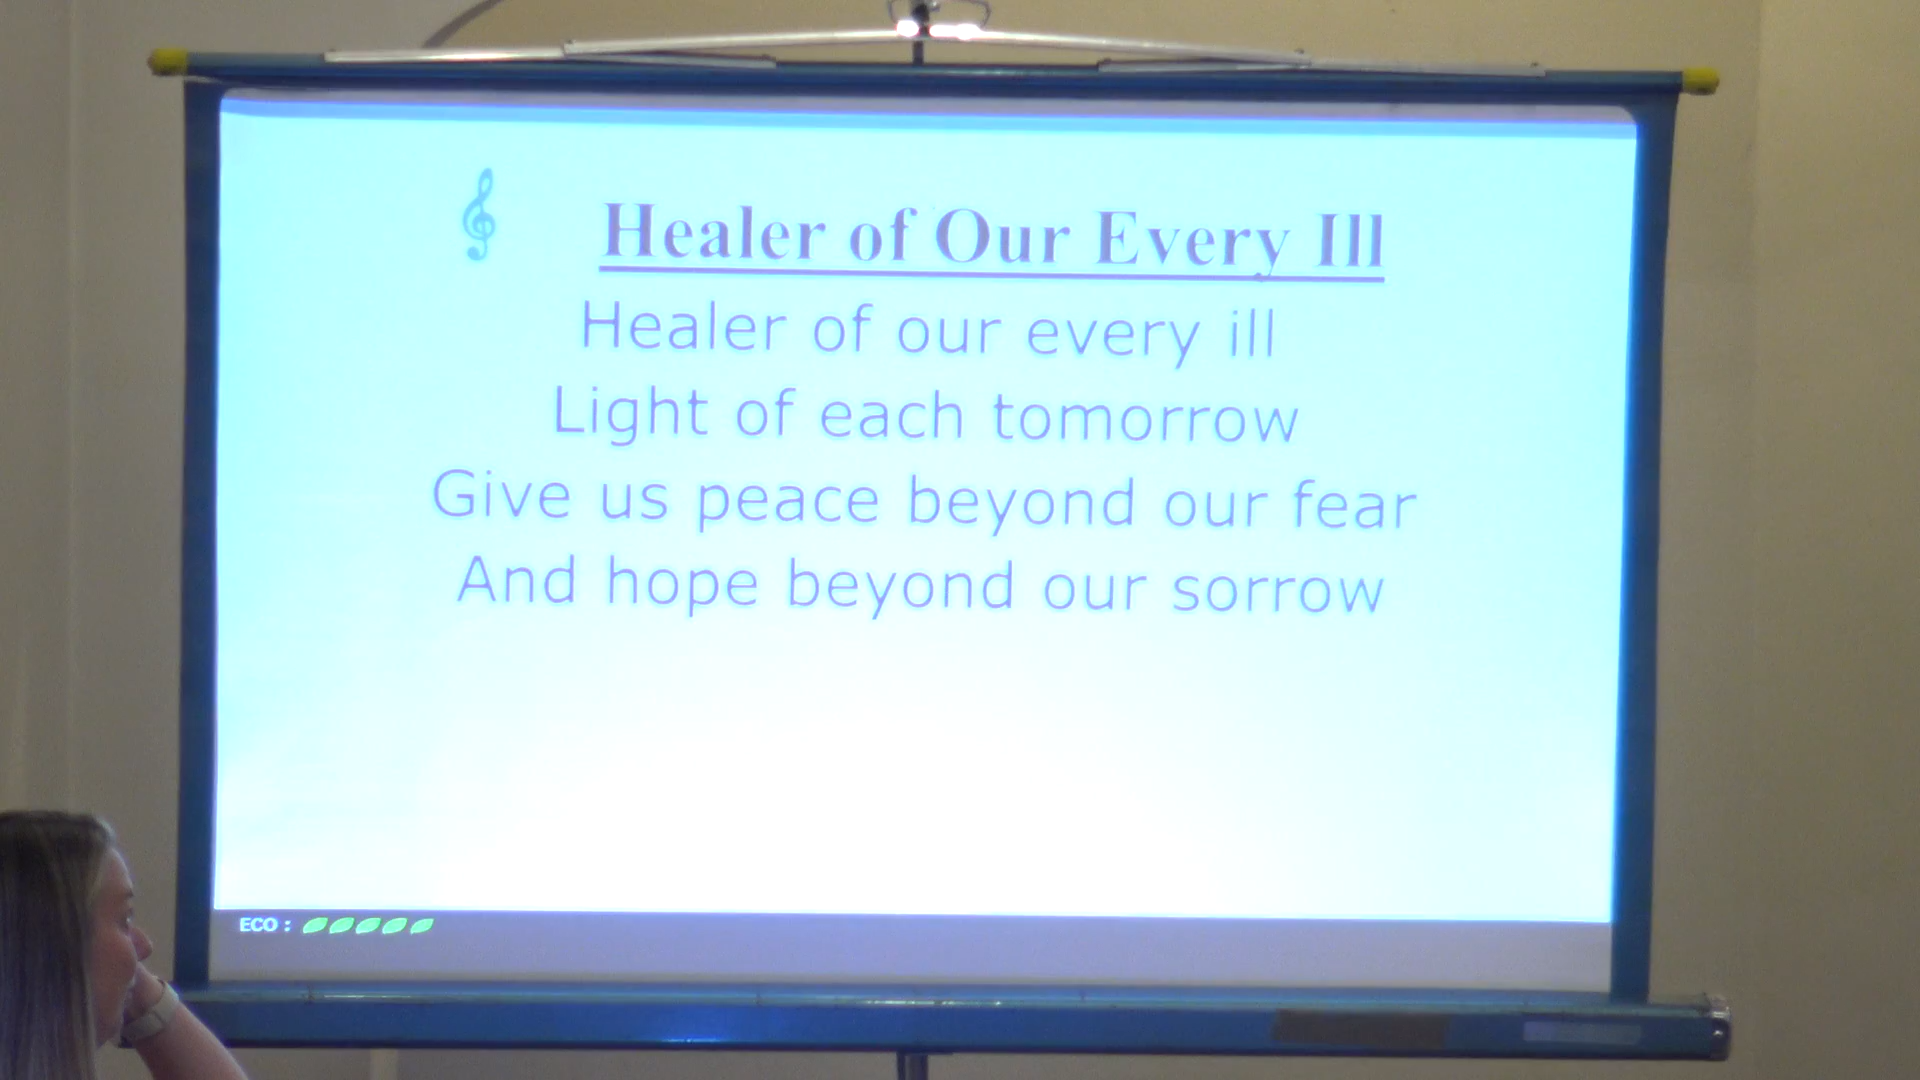 Healer of Our Every Ill
Healer of our every ill
Light of each tomorrow
Give us peace beyond our fear
And hope beyond our sorrow
ECO :